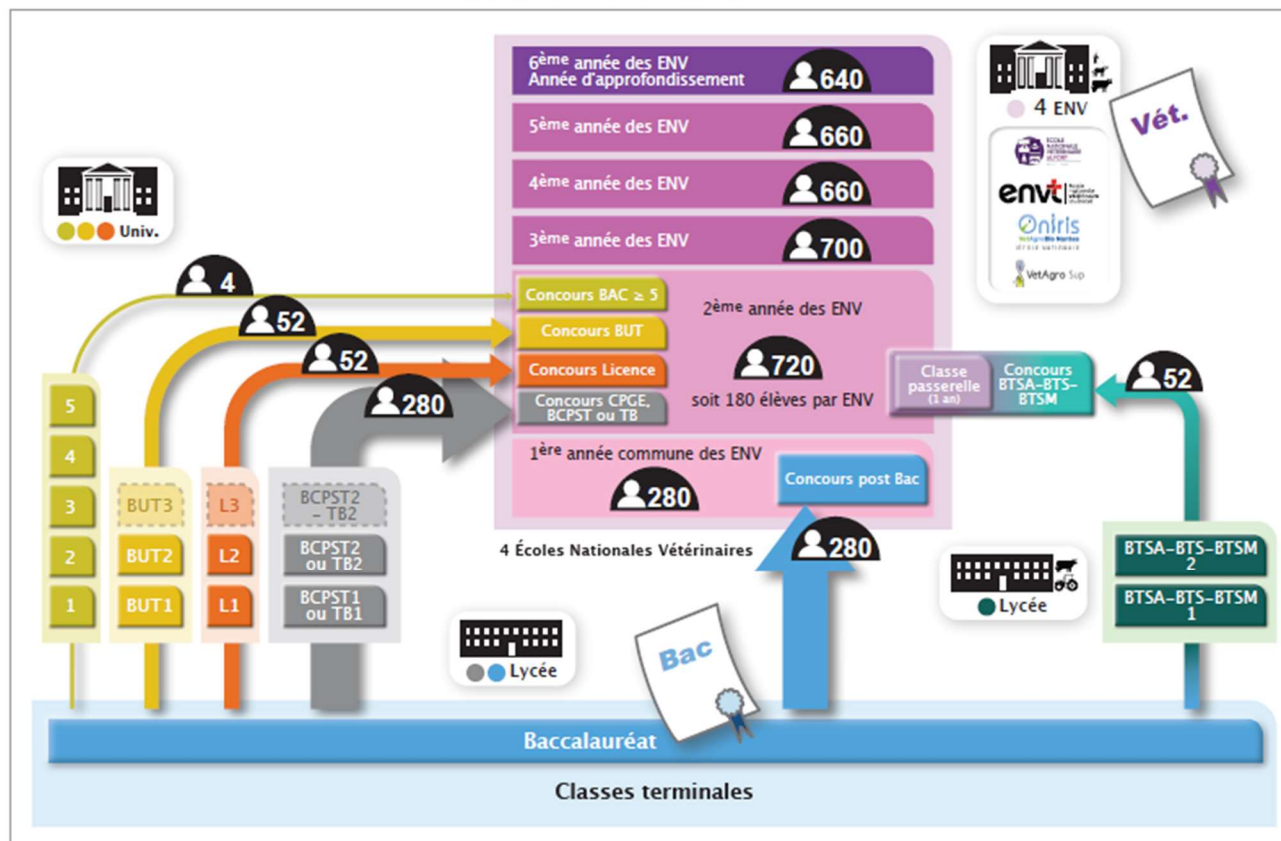 6ème année des ENV
Année d'approfondissement
640
5ème année des ENV
660
4ème année des ENV
660
3ème année des ENV
700
4 ENV
ÉCOLE
NATIONALE
VÉTÉRINAIRE
envt
Oniris
VetAgroBio Nantes
VetAgro Sup
Vét.
Univ.
4
52
52
280
Concours BAC ≥ 5
Concours BUT
Concours Licence
Concours CPGE,
BCPST ou TB
2ème année des ENV
720
soit 180 élèves par ENV
Classe
passerelle
(1 an)
Concours
BTSA-BTS-
BTSM
52
1ère année commune des ENV
280
Concours post Bac
280
4 Écoles Nationales Vétérinaires
5
4
3
2
1
BUT3
BUT2
BUT1
L3
L2
L1
BCPST2
- TB2
BCPST2
ou TB2
BCPST1
ou TB1
Lycée
Bac
Lycée
BTSA-BTS-BTSM
2
BTSA-BTS-BTSM
1
Baccalauréat
Classes terminales